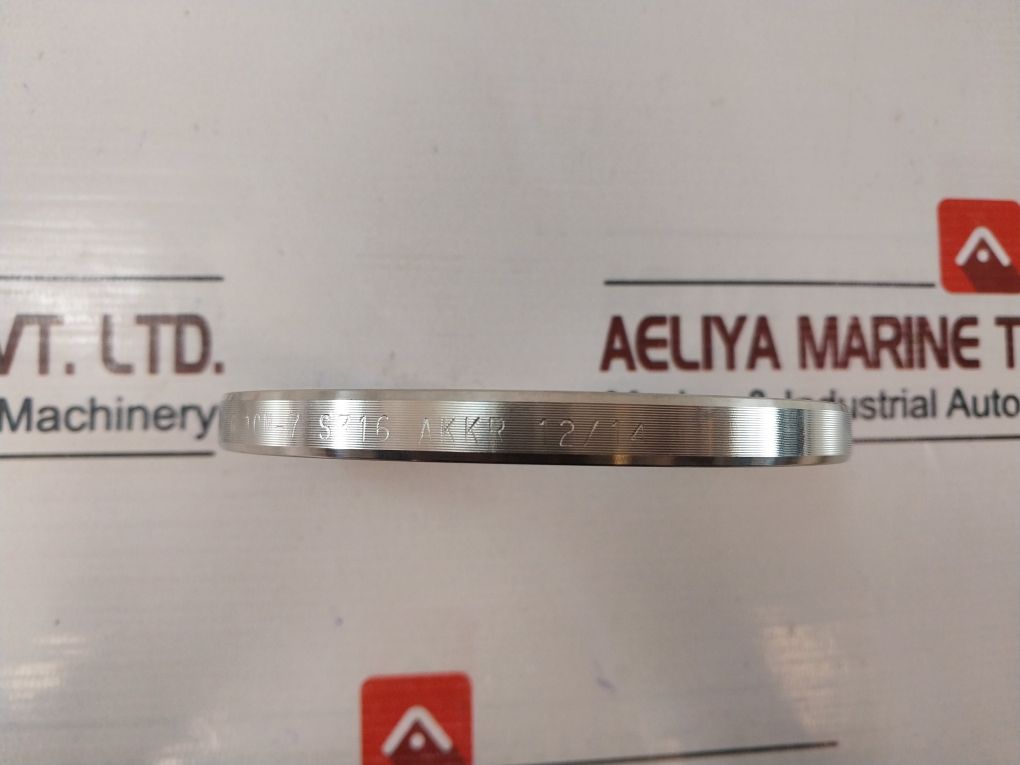 VT. LTD.
Machinery
AELIYA MARINE T
& Industrial Auto
S316 AKKR 12/14